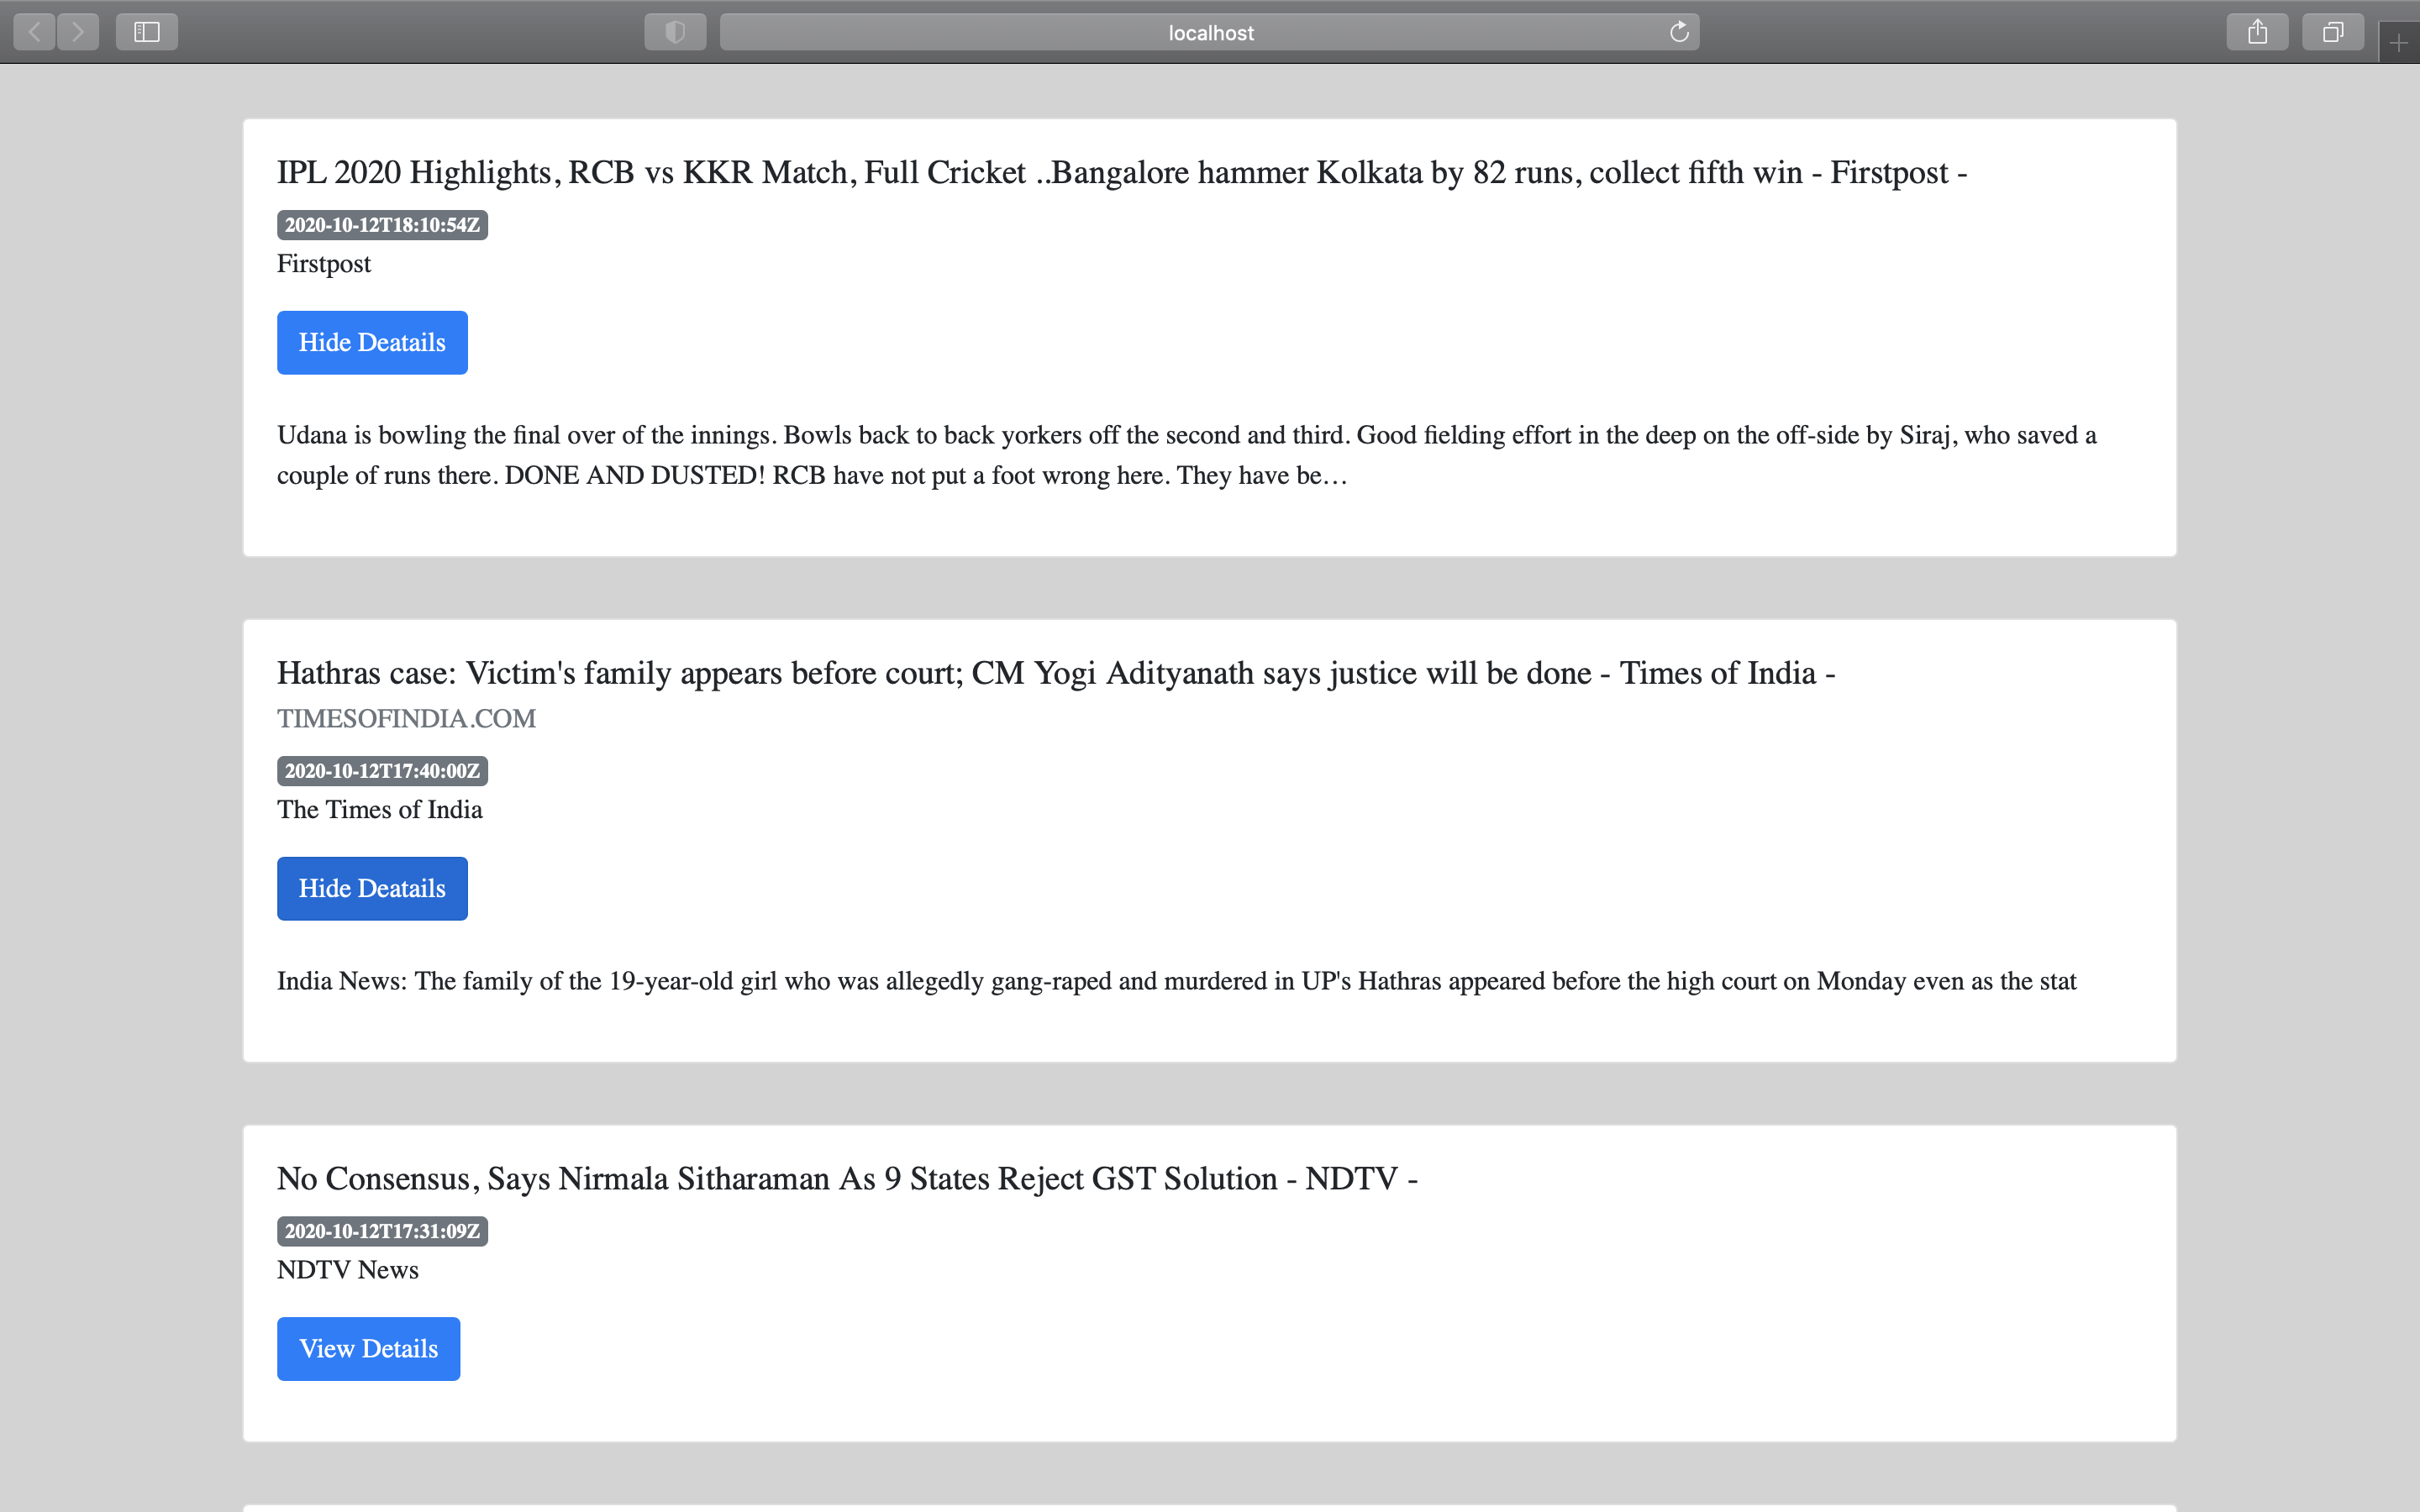 localhost
IPL 2020 Highlights, RCB vs KKR Match, Full Cricket ..Bangalore hammer Kolkata by 82 runs, collect fifth win - Firstpost -
2020-10-12T18:10:54Z
Firstpost
Hide Deatails
Udana is bowling the final over of the innings. Bowls back to back yorkers off the second and third. Good fielding effort in the deep on the off-side by Siraj, who saved a
couple of runs there. DONE AND DUSTED! RCB have not put a foot wrong here. They have be…
Hathras case: Victim's family appears before court; CM Yogi Adityanath says justice will be done - Times of India -
TIMESOFINDIA.COM
2020-10-12T17:40:00Z
The Times of India
Hide Deatails
India News: The family of the 19-year-old girl who was allegedly gang-raped and murdered in UP's Hathras appeared before the high court on Monday even as the stat
No Consensus, Says Nirmala Sitharaman As 9 States Reject GST Solution - NDTV -
2020-10-12T17:31:09Z
NDTV News
View Details